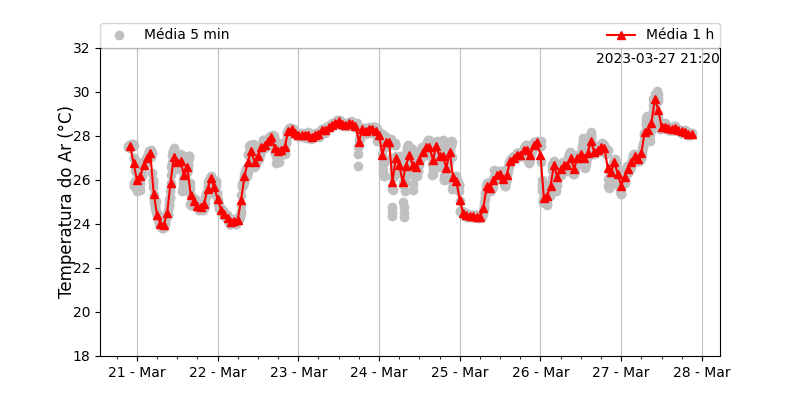 Média 5 min
Média 1 h
2023-03-27 21:20
Temperatura do Ar (°C)
32
30
28
26
24
22
20
18
21 - Mar
22 - Mar
23 - Mar
24 - Mar
25 - Mar
26 - Mar
27 - Mar
28 - Mar